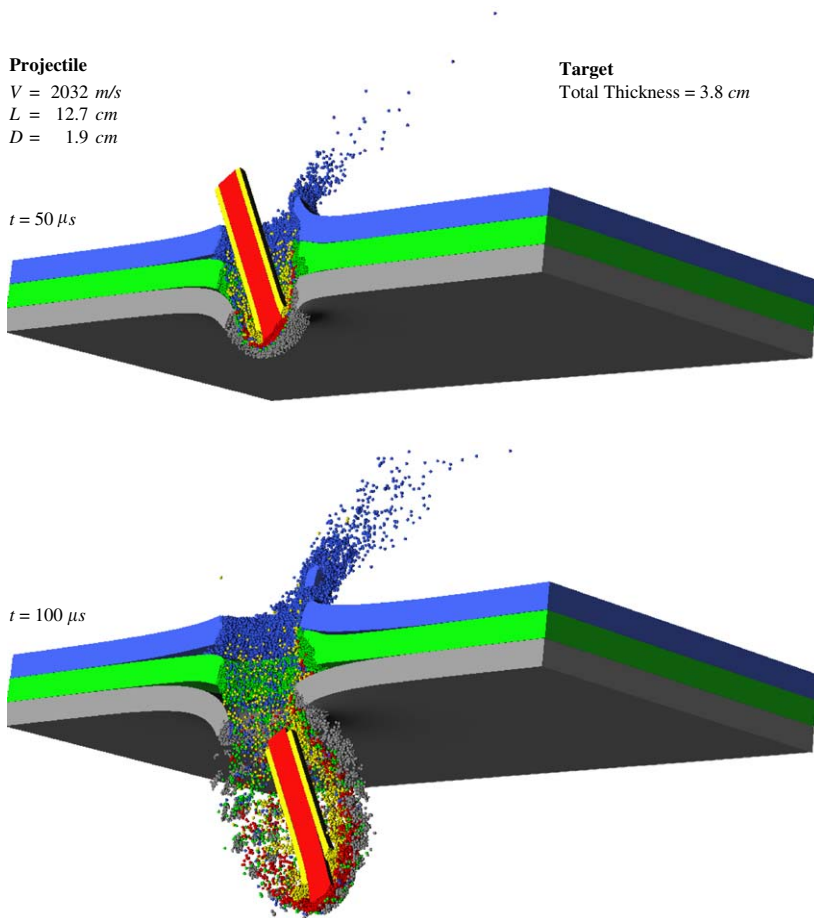 Projectile
V = 2032 m/s
L = 12.7 cm
D = 1.9 cm
Target
Total Thickness = 3.8 cm
t = 50 μs
t = 100 μs